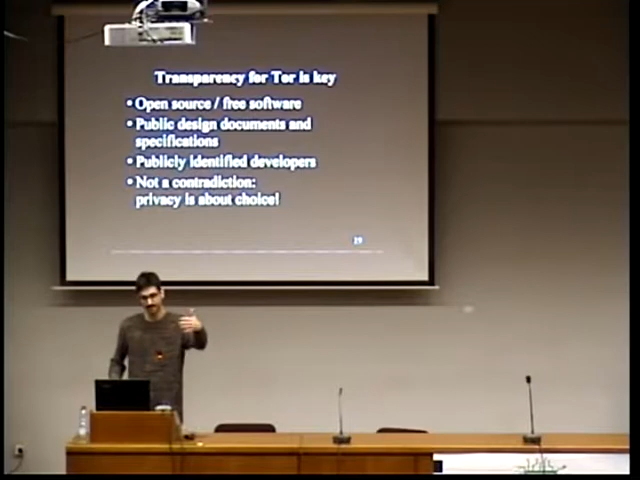 Transparency for Tor is key
• Open source / free software
• Public design documents and
specifications
• Publicly identified developers
• Not a contradiction:
privacy is about choice!
19